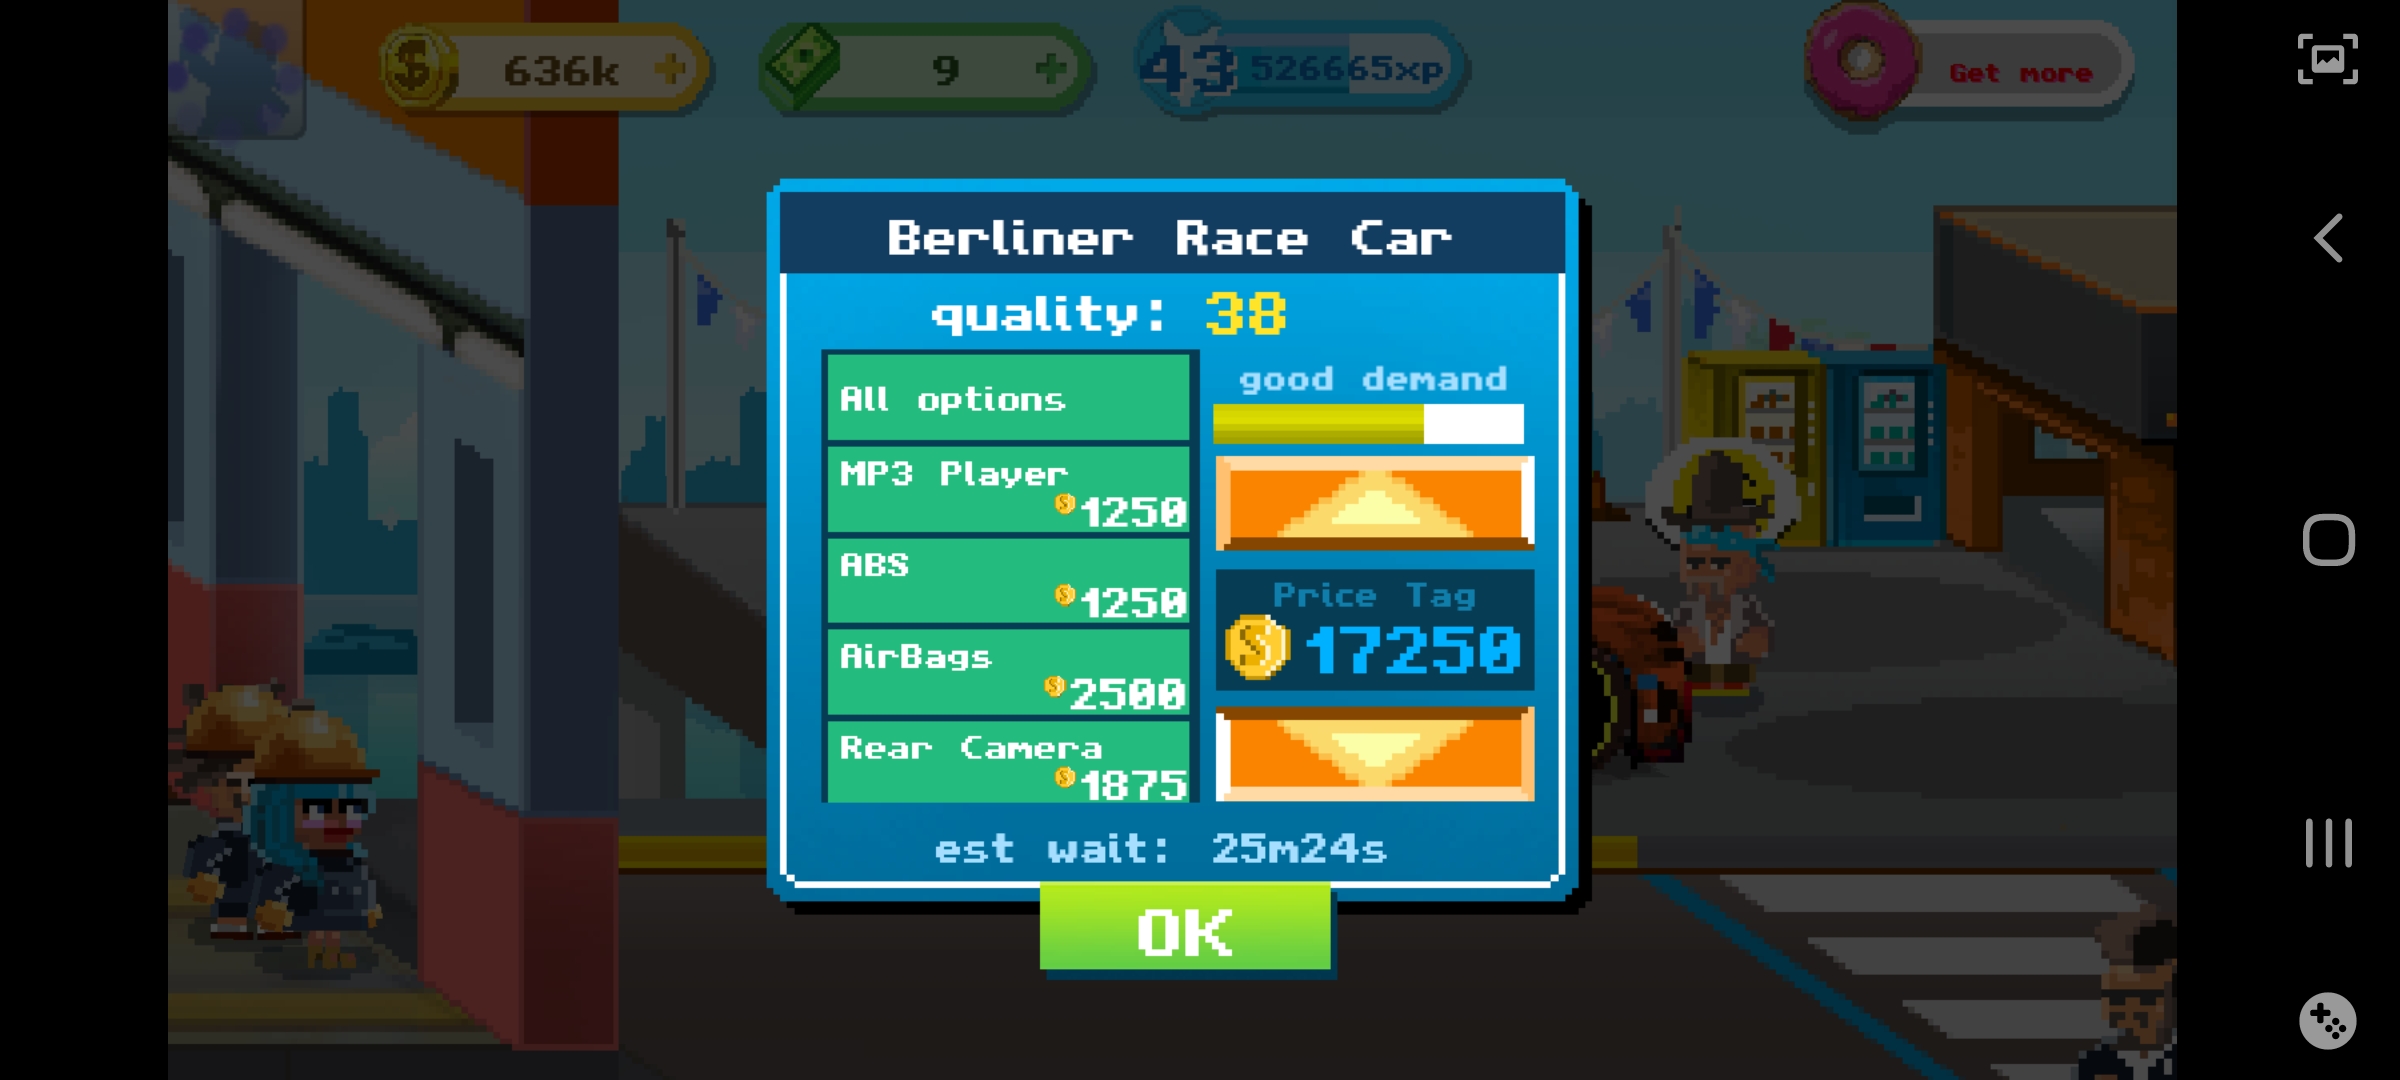 636k
9
43 526665xp
Get more
Berliner Race Car
quality: 38
All options
good demand
MP3 Player
1250
ABS
1250
Price Tag
17250
AirBags
2500
Rear Camera
1875
est wait: 25m24s
OK